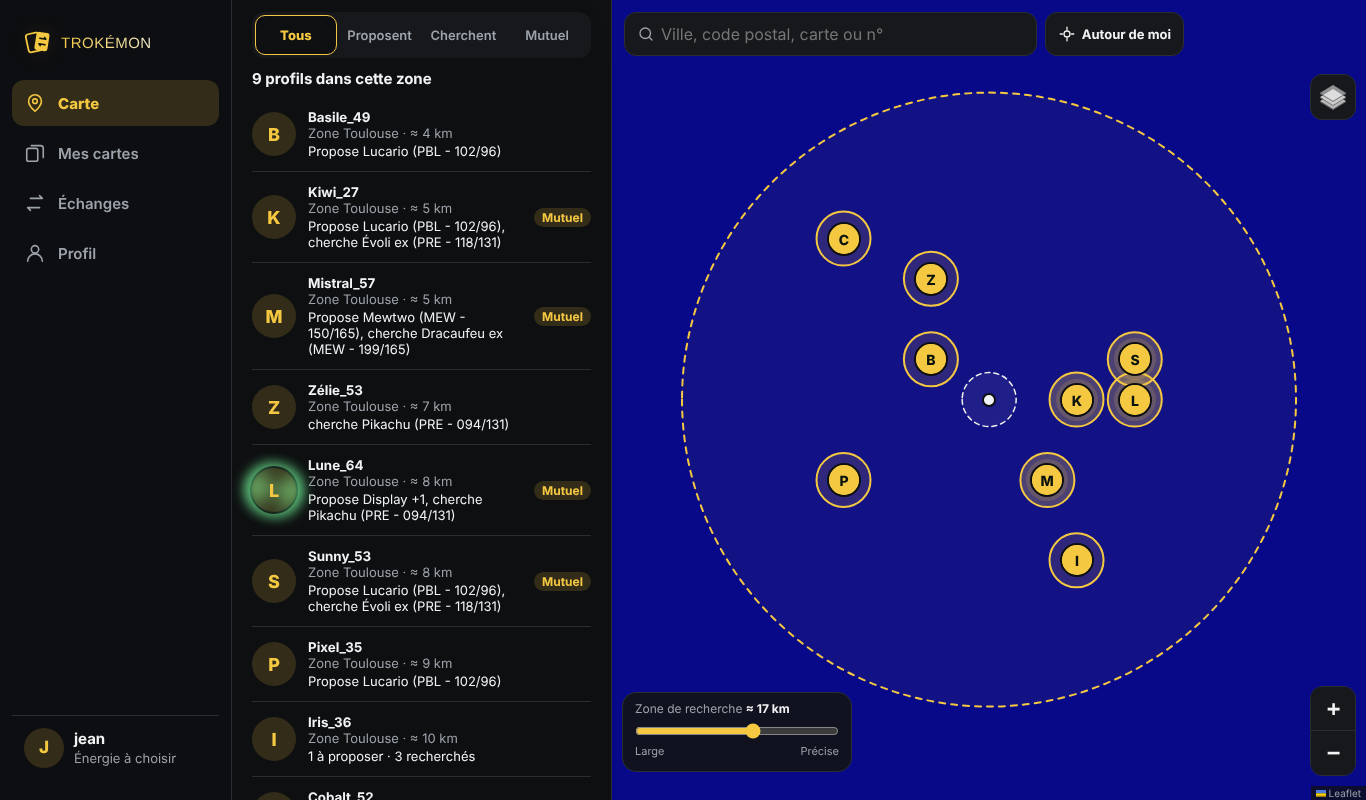 TROKÉMON
Carte
Mes cartes
Échanges
Profil
J
jean
Énergie à choisir
Tous
Proposent
Cherchent
Mutuel
9 profils dans cette zone
B
Basile_49
Zone Toulouse · ≈ 4 km
Propose Lucario (PBL - 102/96)
K
Kiwi_27
Zone Toulouse · ≈ 5 km
Propose Lucario (PBL - 102/96),
cherche Évoli ex (PRE - 118/131)
Mutuel
M
Mistral_57
Zone Toulouse · ≈ 5 km
Propose Mewtwo (MEW -
150/165), cherche Dracaufeu ex
(MEW - 199/165)
Mutuel
Z
Zélie_53
Zone Toulouse · ≈ 7 km
cherche Pikachu (PRE - 094/131)
L
Lune_64
Zone Toulouse · ≈ 8 km
Propose Display +1, cherche
Pikachu (PRE - 094/131)
Mutuel
S
Sunny_53
Zone Toulouse · ≈ 8 km
Propose Lucario (PBL - 102/96),
cherche Évoli ex (PRE - 118/131)
Mutuel
P
Pixel_35
Zone Toulouse · ≈ 9 km
Propose Lucario (PBL - 102/96)
I
Iris_36
Zone Toulouse · ≈ 10 km
1 à proposer · 3 recherchés
Cobalt_52
Ville, code postal, carte ou n°
Autour de moi
C
Z
B
S
K
L
P
M
I
Zone de recherche ≈ 17 km
Large
Précise
+
−
Leaflet